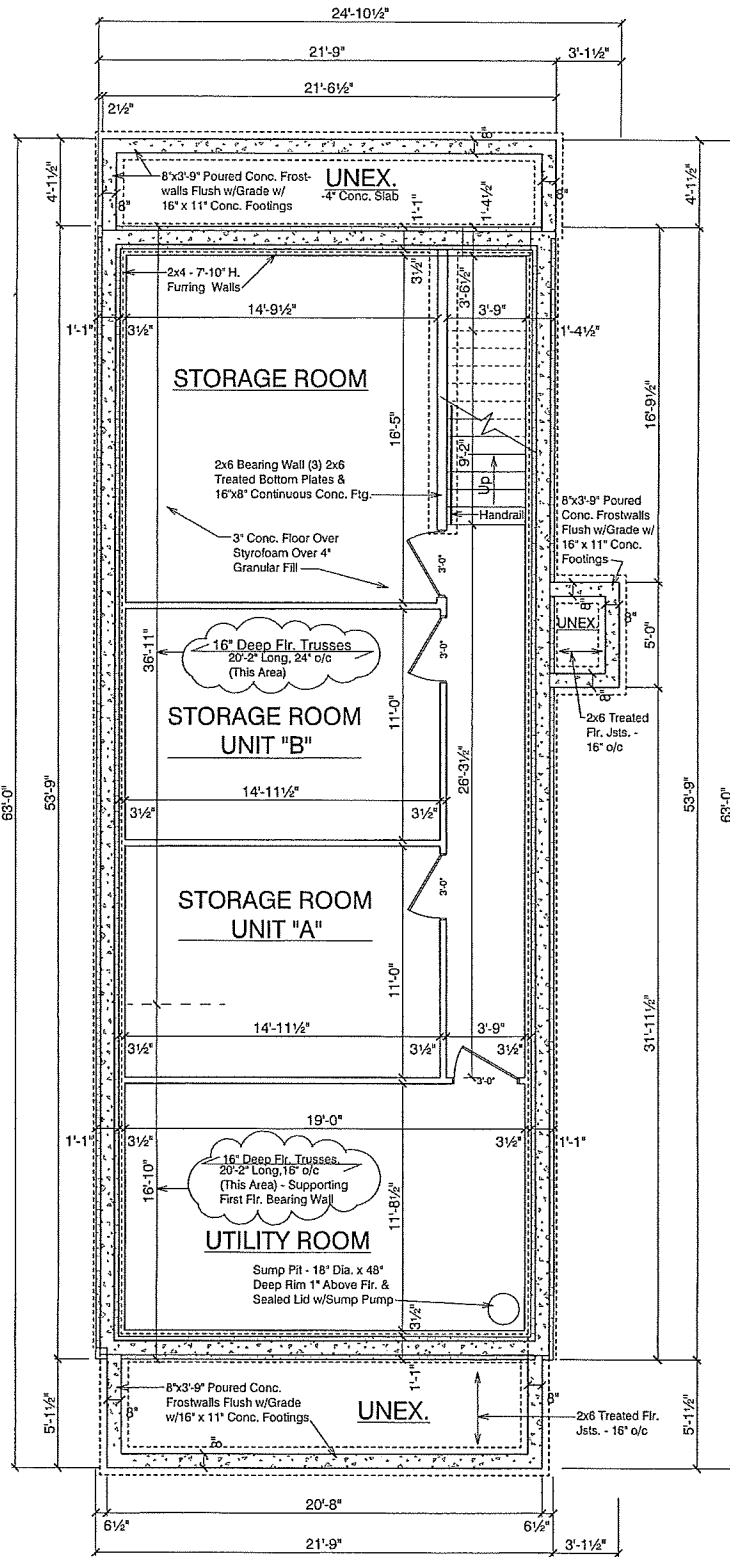 24'-10½"
21'-9"
3'-1½"
21'-6½"
2½"
8"
4'-1½"
4'-1½"
8"x3'-9" Poured Conc. Frost-
walls Flush w/Grade w/
16" x 11" Conc. Footings
UNEX.
-4" Conc. Slab
8"
8"
1'-1"
1'-4½"
2x4 - 7'-10" H.
Furring Walls
3½"
3'-6½"
14'-9½"
3'-9"
1'-1"
3½"
1'-4½"
STORAGE ROOM
16'-5"
16'-9½"
2x6 Bearing Wall (3) 2x6
Treated Bottom Plates &
16"x8" Continuous Conc. Ftg.
9'-2"
Up
Handrail
8"x3'-9" Poured
Conc. Frostwalls
Flush w/Grade w/
16" x 11" Conc.
Footings
3" Conc. Floor Over
Styrofoam Over 4"
Granular Fill
3'-0"
8"
8"
UNEX.
5'-0"
8"
36'-11"
16" Deep Flr. Trusses
20'-2" Long, 24" o/c
(This Area)
3'-0"
STORAGE ROOM
UNIT "B"
11'-0"
2x6 Treated
Flr. Jsts. -
16" o/c
26'-3½"
14'-11½"
3½"
3½"
63'-0"
53'-9"
53'-9"
63'-0"
STORAGE ROOM
UNIT "A"
3'-0"
11'-0"
31'-11½"
14'-11½"
3'-9"
3½"
3½"
3½"
3'-0"
19'-0"
1'-1"
3½"
3½"
1'-1"
16" Deep Flr. Trusses,
20'-2" Long,16" o/c
(This Area) - Supporting
First Flr. Bearing Wall
16'-10"
11'-8½"
UTILITY ROOM
Sump Pit - 18" Dia. x 48"
Deep Rim 1" Above Flr. &
Sealed Lid w/Sump Pump
3½"
1'-1"
8"x3'-9" Poured Conc.
Frostwalls Flush w/Grade
w/16" x 11" Conc. Footings
8"
8"
UNEX.
8"
2x6 Treated Flr.
Jsts. - 16" o/c
5'-1½"
5'-1½"
20'-8"
6½"
6½"
21'-9"
3'-1½"